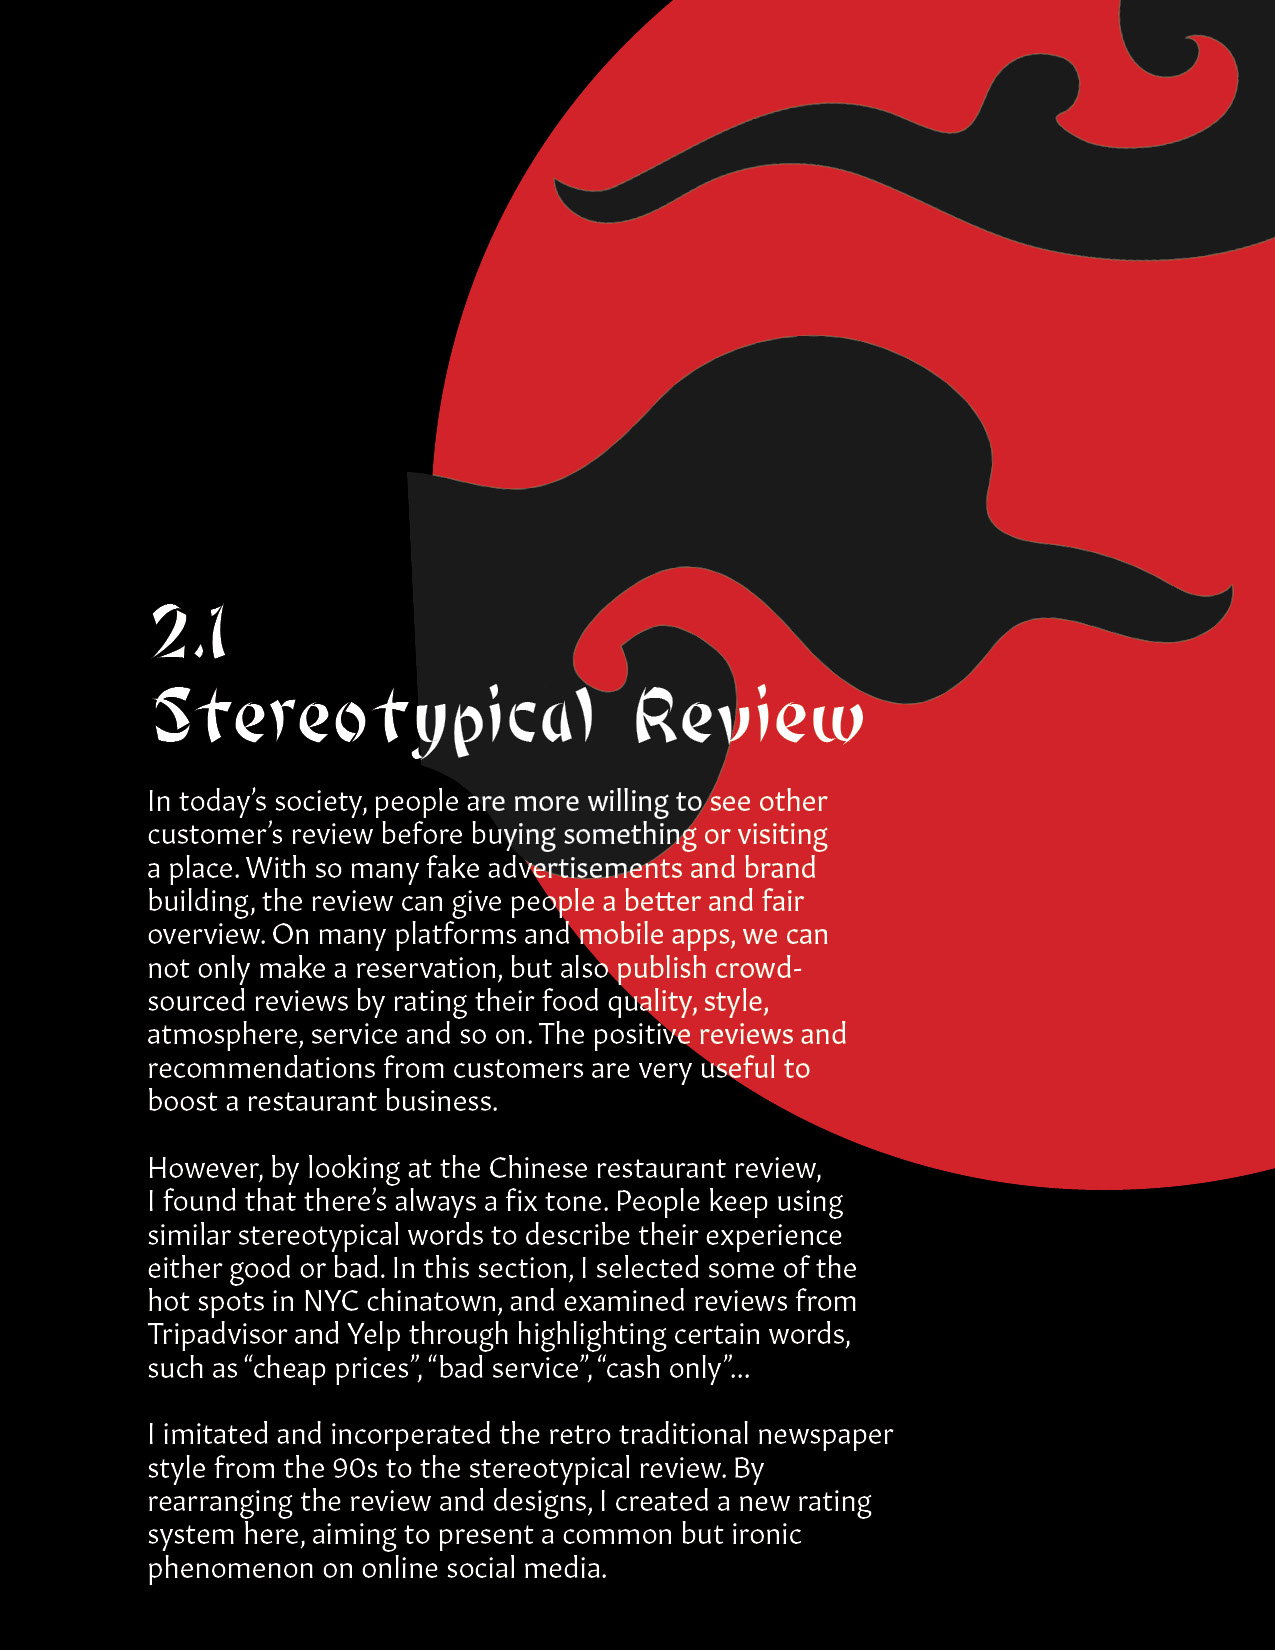 2.1
Stereotypical Review
In today’s society, people are more willing to see other
customer’s review before buying something or visiting
a place. With so many fake advertisements and brand
building, the review can give people a better and fair
overview. On many platforms and mobile apps, we can
not only make a reservation, but also publish crowd-
sourced reviews by rating their food quality, style,
atmosphere, service and so on. The positive reviews and
recommendations from customers are very useful to
boost a restaurant business.
However, by looking at the Chinese restaurant review,
I found that there’s always a fix tone. People keep using
similar stereotypical words to describe their experience
either good or bad. In this section, I selected some of the
hot spots in NYC chinatown, and examined reviews from
Tripadvisor and Yelp through highlighting certain words,
such as “cheap prices”, “bad service”, “cash only”...
I imitated and incorperated the retro traditional newspaper
style from the 90s to the stereotypical review. By
rearranging the review and designs, I created a new rating
system here, aiming to present a common but ironic
phenomenon on online social media.